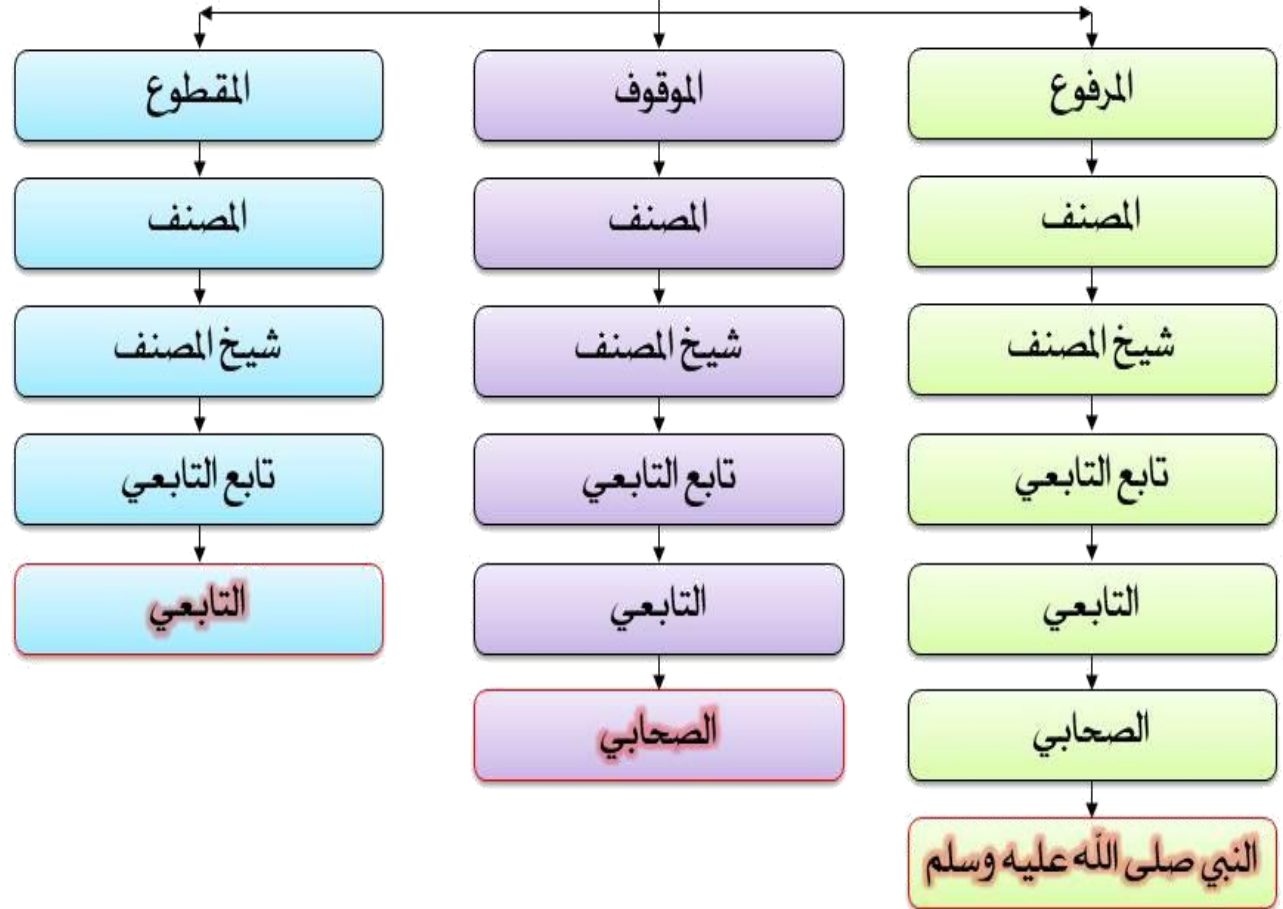 المرفوع
الموقوف
المقطوع
المصنف
المصنف
المصنف
شيخ المصنف
شيخ المصنف
شيخ المصنف
تابع التابعي
تابع التابعي
تابع التابعي
التابعي
التابعي
التابعي
الصحابي
الصحابي
النبي صلى الله عليه وسلم